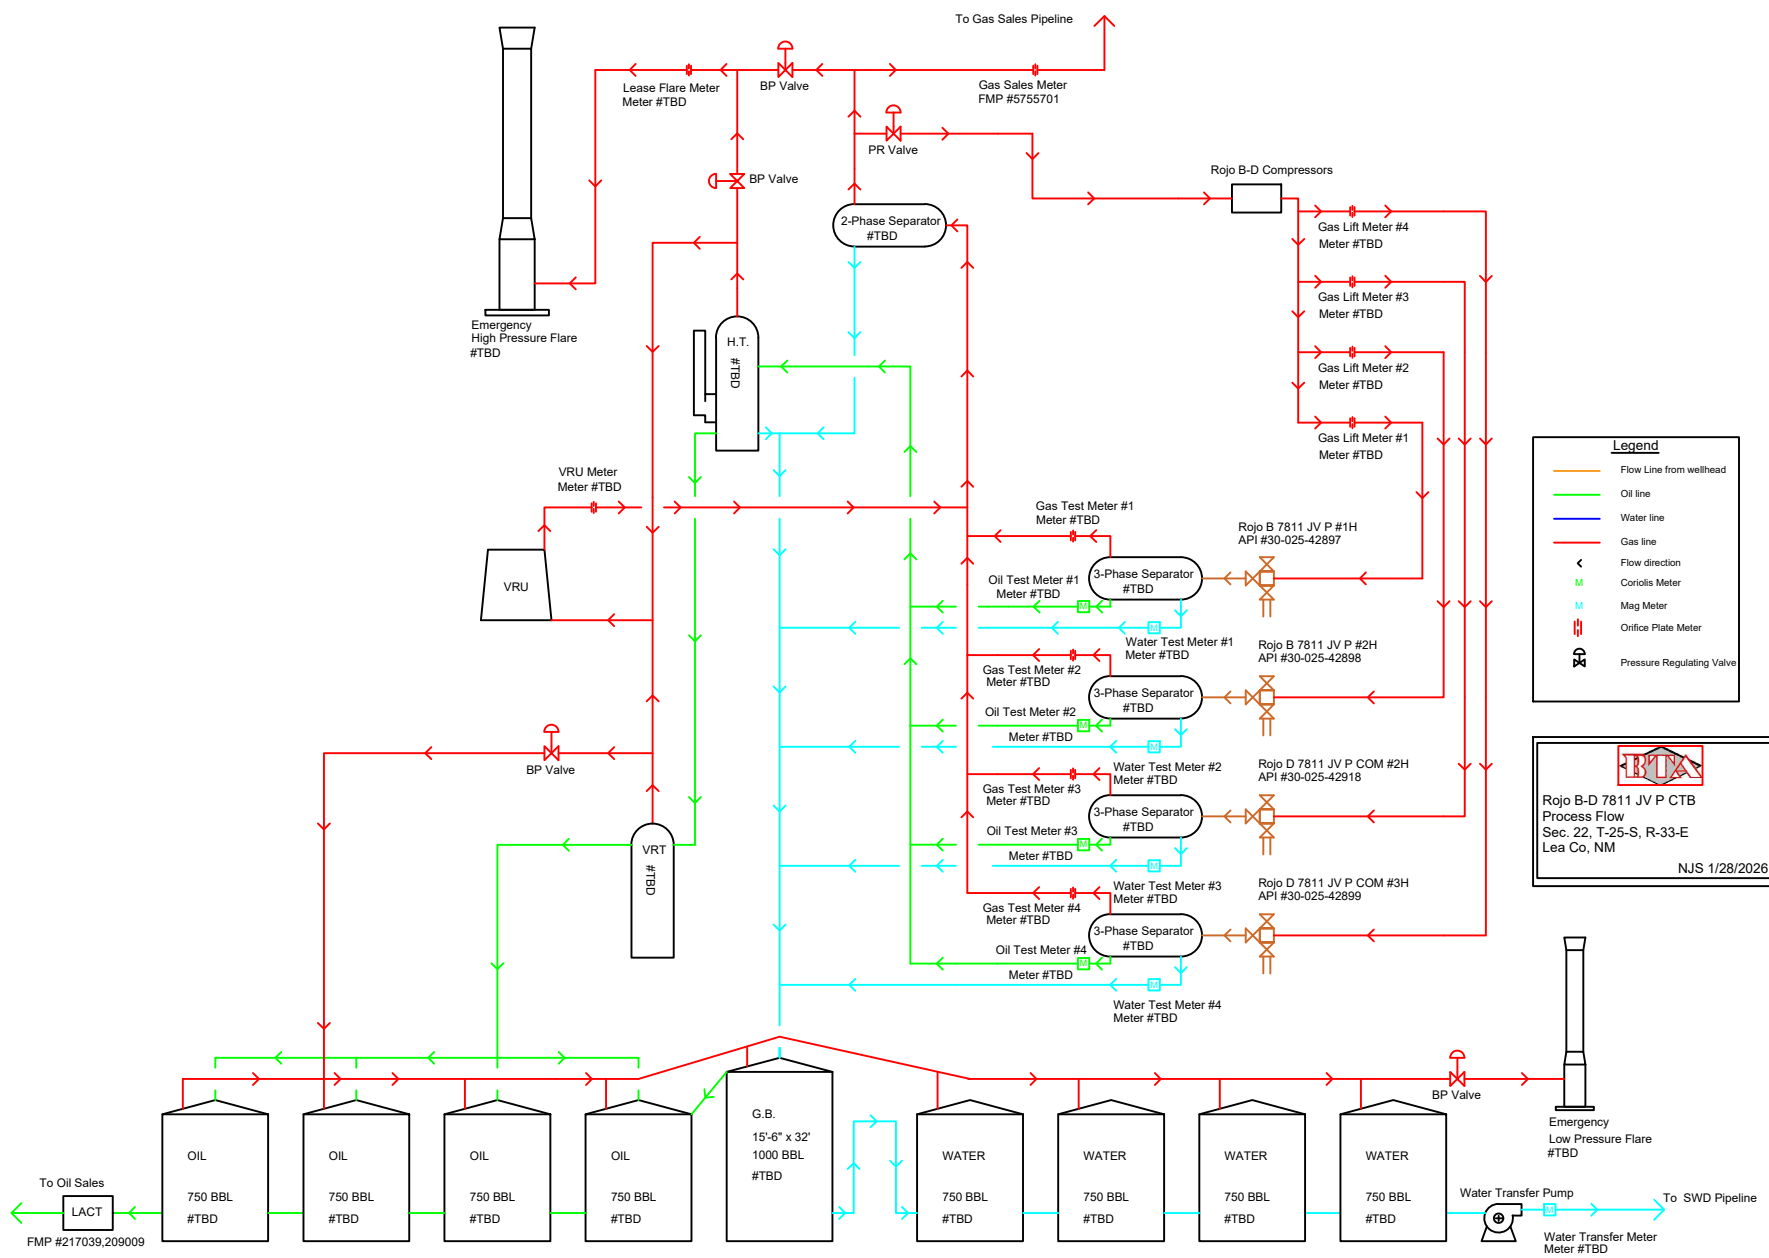 To Gas Sales Pipeline
Lease Flare Meter
Meter #TBD
BP Valve
Gas Sales Meter
FMP #5755701
PR Valve
BP Valve
Rojo B-D Compressors
2-Phase Separator
#TBD
Gas Lift Meter #4
Meter #TBD
Gas Lift Meter #3
Meter #TBD
Emergency
High Pressure Flare
#TBD
H.T.
#TBD
Gas Lift Meter #2
Meter #TBD
Gas Lift Meter #1
Meter #TBD
Legend
Flow Line from wellhead
Oil line
Water line
Gas line
Flow direction
M Coriolis Meter
M Mag Meter
Orifice Plate Meter
Pressure Regulating Valve
VRU Meter
Meter #TBD
VRU
Gas Test Meter #1
Meter #TBD
Rojo B 7811 JV P #1H
API #30-025-42897
3-Phase Separator
#TBD
Oil Test Meter #1
Meter #TBD
M
M
Water Test Meter #1
Meter #TBD
Rojo B 7811 JV P #2H
API #30-025-42898
Gas Test Meter #2
Meter #TBD
3-Phase Separator
#TBD
Oil Test Meter #2
M
Meter #TBD
M
Water Test Meter #2
Meter #TBD
Rojo D 7811 JV P COM #2H
API #30-025-42918
Gas Test Meter #3
Meter #TBD
3-Phase Separator
#TBD
Oil Test Meter #3
M
Meter #TBD
M
Water Test Meter #3
Meter #TBD
Rojo D 7811 JV P COM #3H
API #30-025-42899
Gas Test Meter #4
Meter #TBD
3-Phase Separator
#TBD
Oil Test Meter #4
M
Meter #TBD
M
Water Test Meter #4
Meter #TBD
BTA
Rojo B-D 7811 JV P CTB
Process Flow
Sec. 22, T-25-S, R-33-E
Lea Co, NM
NJS 1/28/2026
BP Valve
VRT
#TBD
BP Valve
Emergency
Low Pressure Flare
#TBD
OIL
750 BBL
#TBD
OIL
750 BBL
#TBD
OIL
750 BBL
#TBD
OIL
750 BBL
#TBD
G.B.
15'-6" x 32'
1000 BBL
#TBD
WATER
750 BBL
#TBD
WATER
750 BBL
#TBD
WATER
750 BBL
#TBD
WATER
750 BBL
#TBD
To Oil Sales
LACT
FMP #217039,209009
Water Transfer Pump
M
To SWD Pipeline
Water Transfer Meter
Meter #TBD